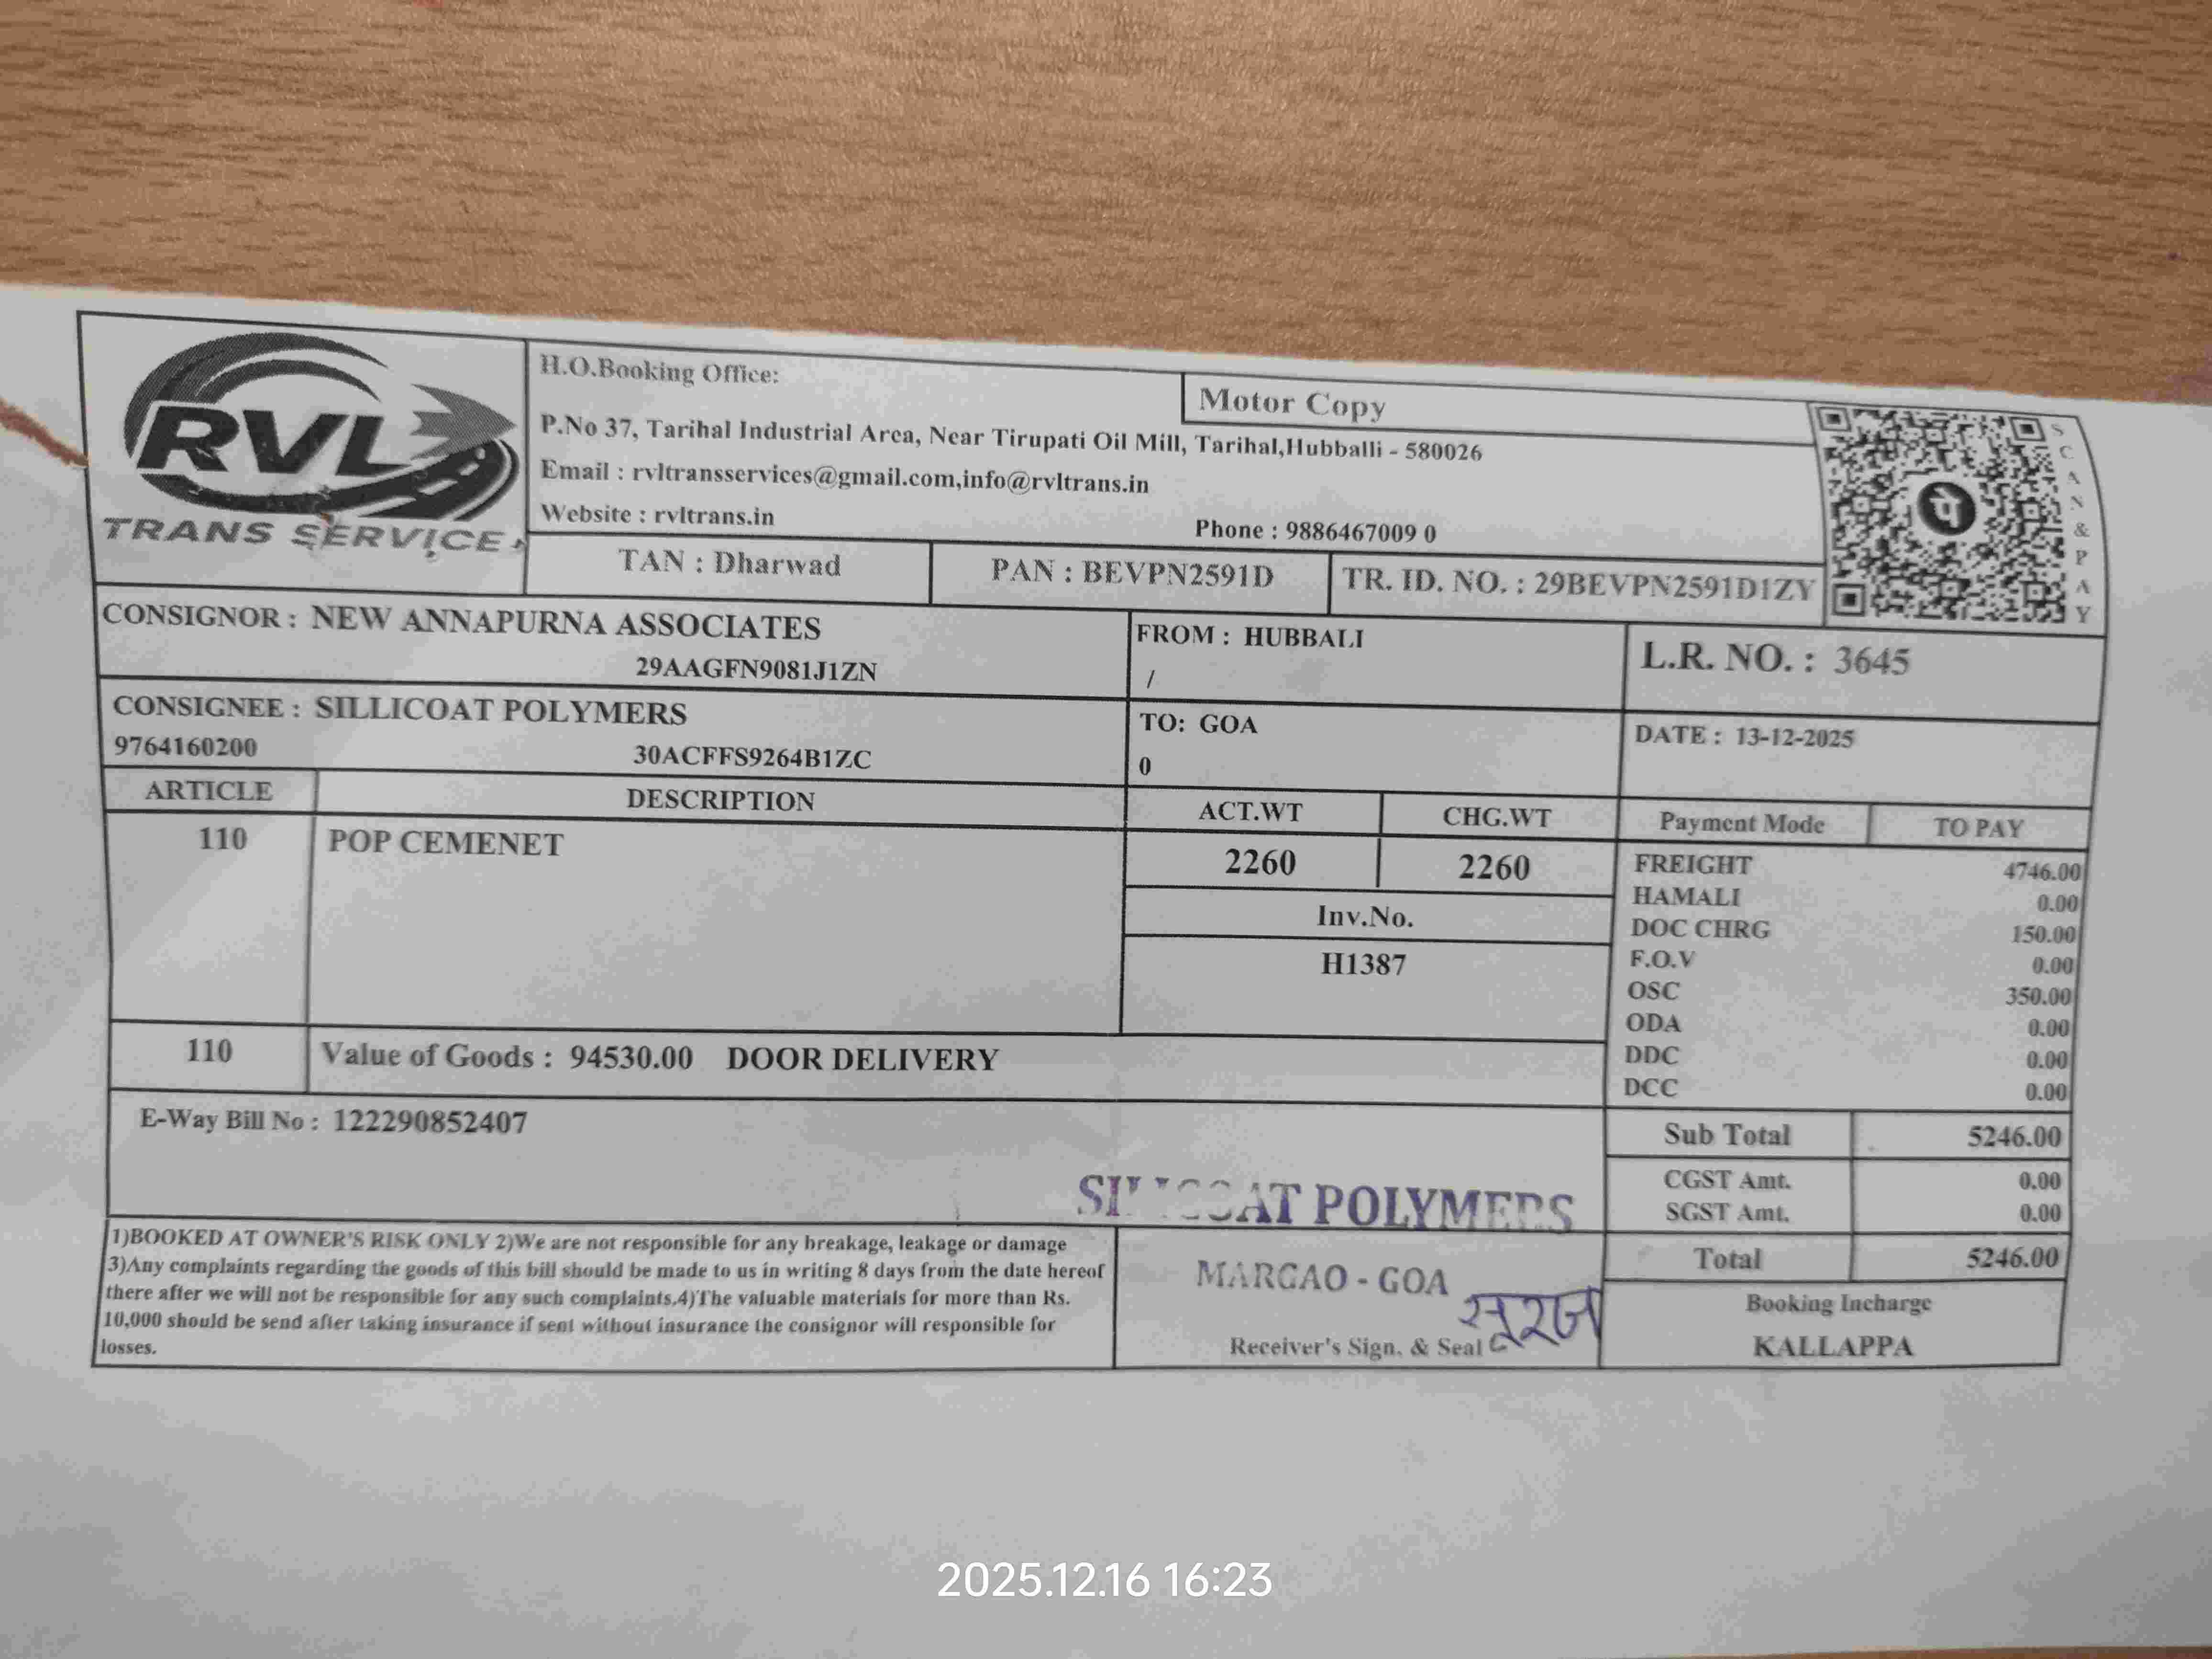 RVL
TRANS SERVICE
H.O.Booking Office:
Motor Copy
P.No 37, Tarihal Industrial Area, Near Tirupati Oil Mill, Tarihal,Hubballi - 580026
Email : rvltransservices@gmail.com,info@rvltrans.in
Website : rvltrans.in
Phone : 9886467009 0
SCAN & PAY
पे
TAN : Dharwad
PAN : BEVPN2591D
TR. ID. NO. : 29BEVPN2591D1ZY
CONSIGNOR : NEW ANNAPURNA ASSOCIATES
29AAGFN9081J1ZN
FROM : HUBBALI
/
L.R. NO. : 3645
CONSIGNEE : SILLICOAT POLYMERS
9764160200 30ACFFS9264B1ZC
TO: GOA
0
DATE : 13-12-2025
ARTICLE DESCRIPTION ACT.WT CHG.WT Payment Mode TO PAY
110 POP CEMENET 2260 2260
Inv.No.
H1387
FREIGHT 4746.00
HAMALI 0.00
DOC CHRG 150.00
F.O.V 0.00
OSC 350.00
ODA 0.00
DDC 0.00
DCC 0.00
110 Value of Goods : 94530.00 DOOR DELIVERY
E-Way Bill No : 122290852407
Sub Total 5246.00
CGST Amt. 0.00
SGST Amt. 0.00
Total 5246.00
POLYMERS
MARGAO - GOA
सूरज
Receiver's Sign. & Seal
Booking Incharge
KALLAPPA
1)BOOKED AT OWNER'S RISK ONLY 2)We are not responsible for any breakage, leakage or damage
3)Any complaints regarding the goods of this bill should be made to us in writing 8 days from the date hereof
there after we will not be responsible for any such complaints.4)The valuable materials for more than Rs.
10,000 should be send after taking insurance if sent without insurance the consignor will responsible for
losses.
2025.12.16 16:23